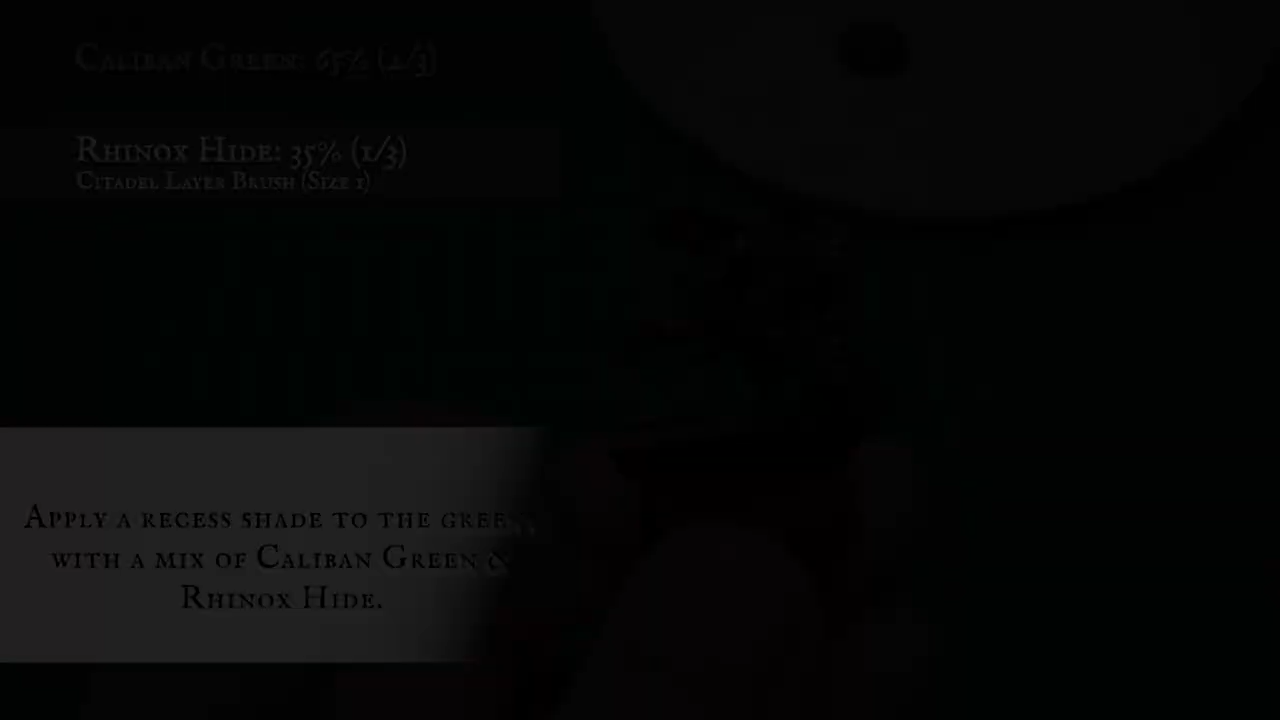 Caliban Green: 65% (2/3)
Rhinox Hide: 35% (1/3)
Citadel Layer Brush (Size 1)
Apply a recess shade to the green,
with a mix of Caliban Green &
Rhinox Hide.